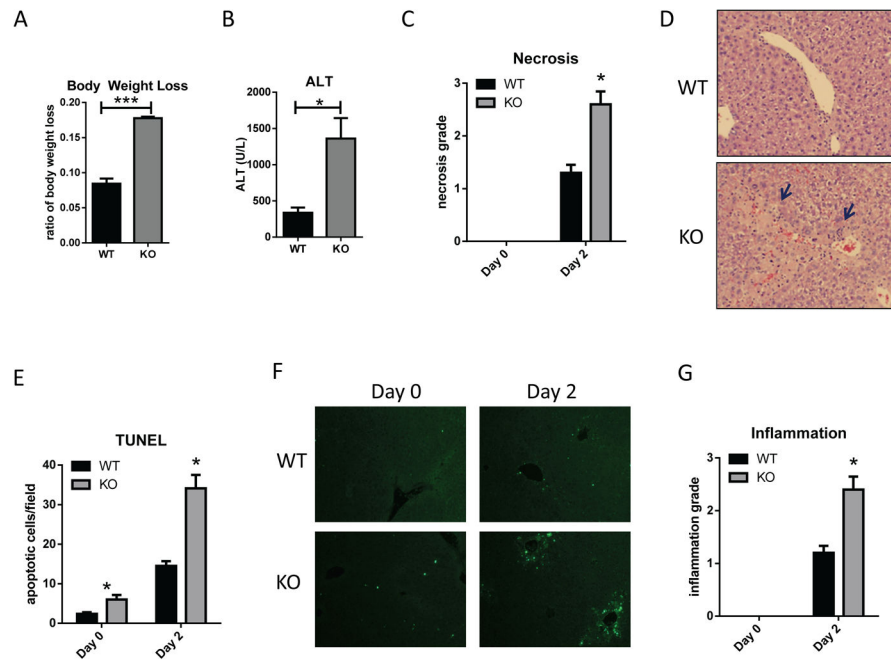 A
Body Weight Loss
***
ratio of body weight loss
0.20
0.15
0.10
0.05
0.00
WT
KO
B
ALT
*
ALT (U/L)
2000
1500
1000
500
0
WT
KO
C
Necrosis
WT
KO
*
necrosis grade
3
2
1
0
Day 0
Day 2
D
WT
KO
E
TUNEL
WT
KO
*
*
apoptotic cells/field
40
30
20
10
0
Day 0
Day 2
F
Day 0
Day 2
WT
KO
G
Inflammation
WT
KO
*
inflammation grade
3
2
1
0
Day 0
Day 2